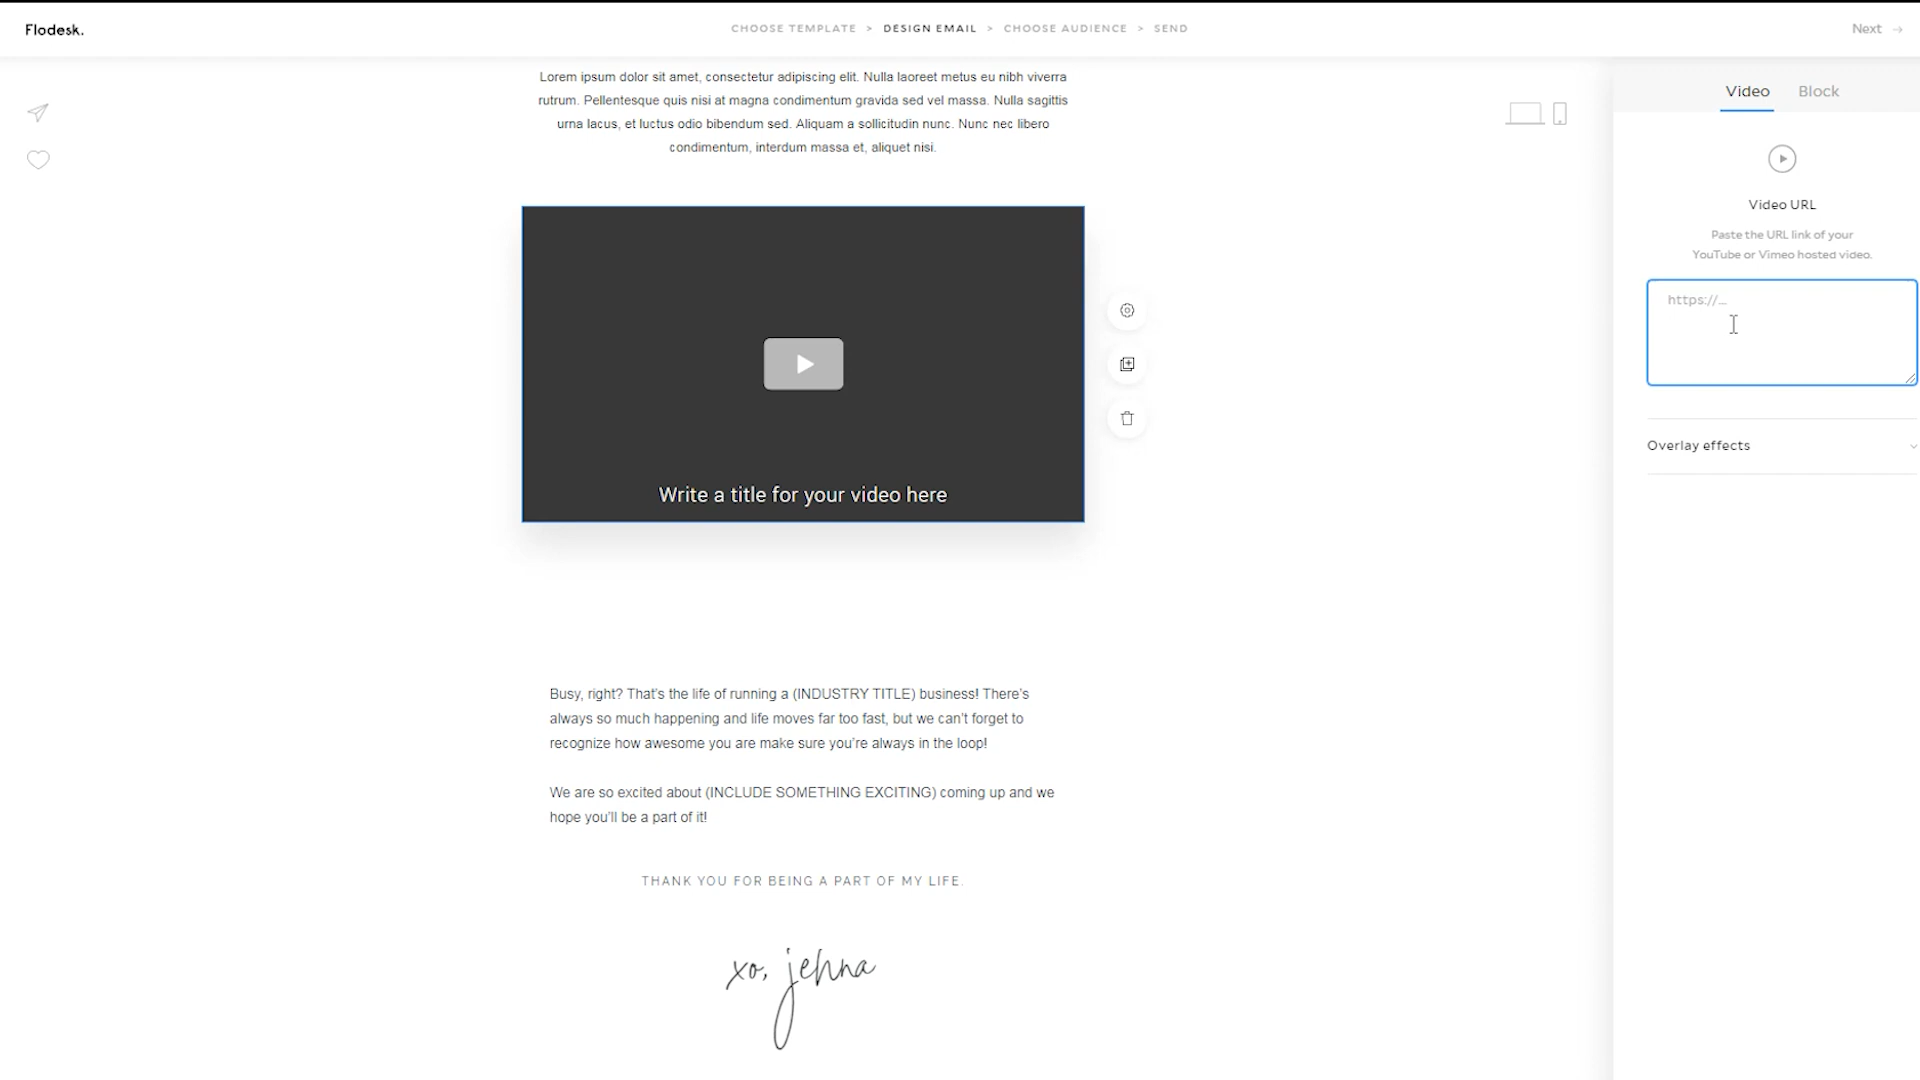 Flodesk.
CHOOSE TEMPLATE > DESIGN EMAIL > CHOOSE AUDIENCE > SEND
Next →
Lorem ipsum dolor sit amet, consectetur adipiscing elit. Nulla laoreet metus eu nibh viverra
rutrum. Pellentesque quis nisi at magna condimentum gravida sed vel massa. Nulla sagittis
urna lacus, et luctus odio bibendum sed. Aliquam a sollicitudin nunc. Nunc nec libero
condimentum, interdum massa et, aliquet nisi.
Write a title for your video here
Busy, right? That's the life of running a (INDUSTRY TITLE) business! There's
always so much happening and life moves far too fast, but we can't forget to
recognize how awesome you are make sure you're always in the loop!
We are so excited about (INCLUDE SOMETHING EXCITING) coming up and we
hope you'll be a part of it!
THANK YOU FOR BEING A PART OF MY LIFE.
xo, jehna
Video Block
Video URL
Paste the URL link of your
YouTube or Vimeo hosted video.
https://...
Overlay effects